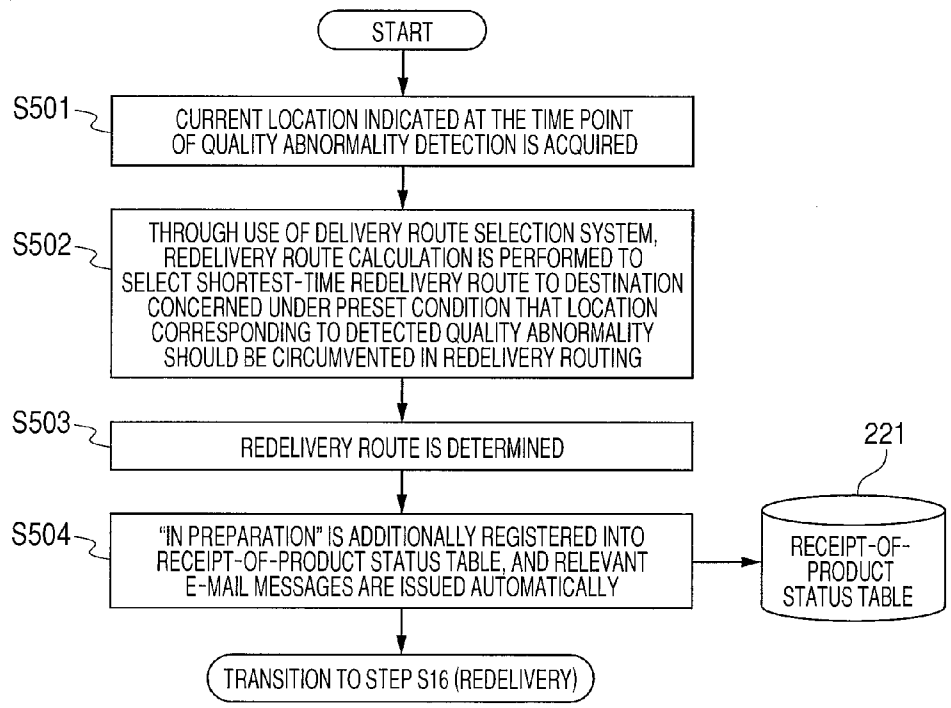 START
S501
CURRENT LOCATION INDICATED AT THE TIME POINT
OF QUALITY ABNORMALITY DETECTION IS ACQUIRED
S502
THROUGH USE OF DELIVERY ROUTE SELECTION SYSTEM,
REDELIVERY ROUTE CALCULATION IS PERFORMED TO
SELECT SHORTEST-TIME REDELIVERY ROUTE TO DESTINATION
CONCERNED UNDER PRESET CONDITION THAT LOCATION
CORRESPONDING TO DETECTED QUALITY ABNORMALITY
SHOULD BE CIRCUMVENTED IN REDELIVERY ROUTING
S503
REDELIVERY ROUTE IS DETERMINED
S504
"IN PREPARATION" IS ADDITIONALLY REGISTERED INTO
RECEIPT-OF-PRODUCT STATUS TABLE, AND RELEVANT
E-MAIL MESSAGES ARE ISSUED AUTOMATICALLY
221
RECEIPT-OF-
PRODUCT
STATUS TABLE
TRANSITION TO STEP S16 (REDELIVERY)